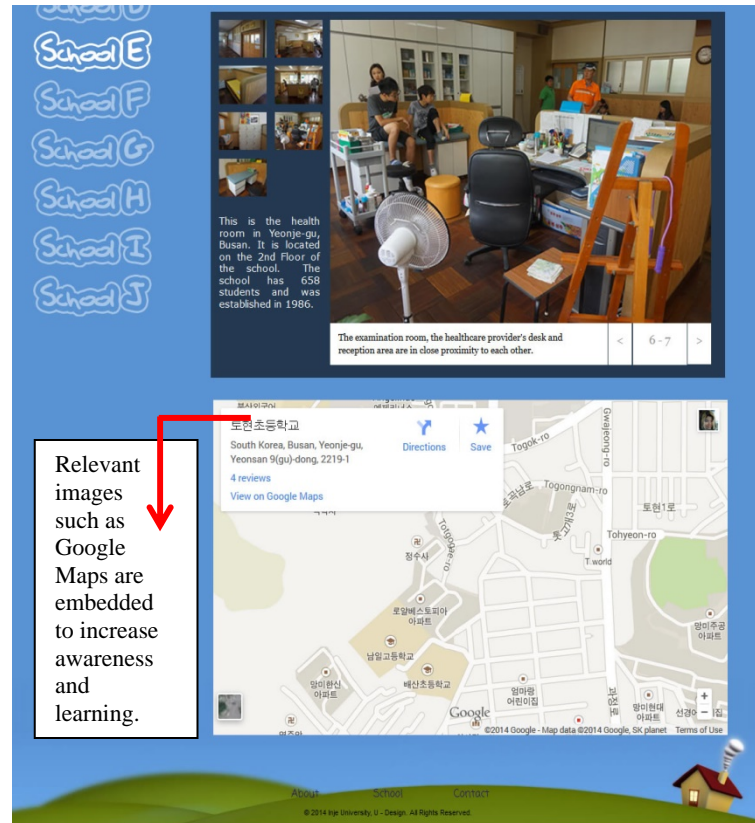 School D
School E
School F
School G
School H
School I
School J
This is the health
room in Yeonje-gu,
Busan. It is located
on the 2nd Floor of
the school. The
school has 658
students and was
established in 1986.
The examination room, the healthcare provider's desk and
reception area are in close proximity to each other.
<
6 - 7
>
토현초등학교
South Korea, Busan, Yeonje-gu,
Yeonsan 9(gu)-dong, 2219-1
4 reviews
View on Google Maps
Directions
Save
Gwajeong-ro
Togok-ro
Togongnam-ro
토현1로
Tohyeon-ro
T world
Totgogae-ro
정수사
로얄베스토피아
아파트
남일고등학교
배산초등학교
망미한신
아파트
엄마랑
어린이집
과정로
망미주공
아파트
망미현대
아파트
+
−
Google
©2014 Google - Map data ©2014 Google, SK planet
Terms of Use
Relevant
images
such as
Google
Maps are
embedded
to increase
awareness
and
learning.
About
School
Contact
© 2014 Inje University, U - Design. All Rights Reserved.